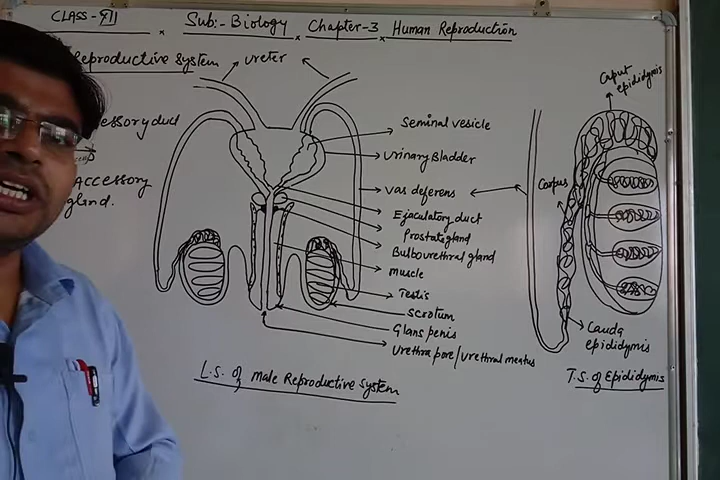 CLASS-XII Sub:- Biology Chapter-3 Human Reproduction
Reproductive System
ureter
Caput
epididymis
essory duct
Accessory
gland.
Seminal vesicle
Urinary Bladder
Vas deferens
Corpus
Ejaculatory duct
Prostate gland
Bulbourethral gland
muscle
Testis
Scrotum
Glans penis
Urethra pore/urethral meatus
Cauda
epididymis
L.S. of Male Reproductive System
T.S. of Epididymis